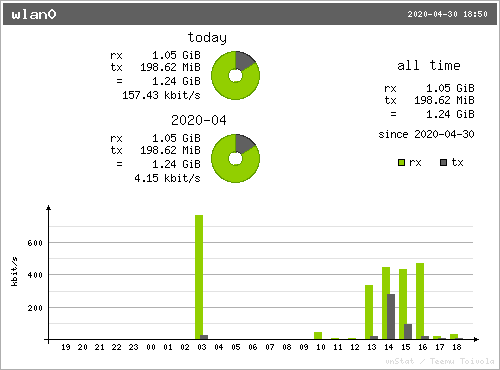 wlan0 2020-04-30 18:50
today
rx 1.05 GiB
tx 198.62 MiB
= 1.24 GiB
157.43 kbit/s
2020-04
rx 1.05 GiB
tx 198.62 MiB
= 1.24 GiB
4.15 kbit/s
all time
rx 1.05 GiB
tx 198.62 MiB
= 1.24 GiB
since 2020-04-30
rx tx
kbit/s
600
400
200
19 20 21 22 23 00 01 02 03 04 05 06 07 08 09 10 11 12 13 14 15 16 17 18
vnStat / Teemu Toivola